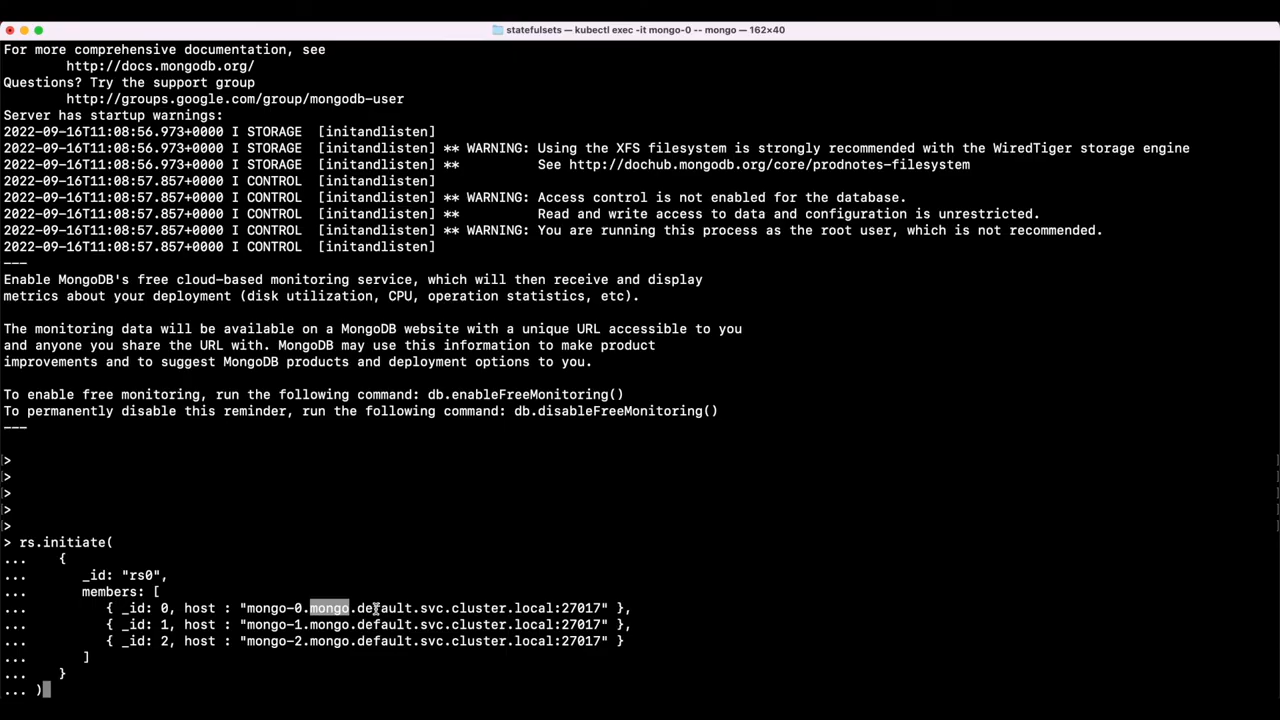 statefulsets — kubectl exec -it mongo-0 -- mongo — 162×40
For more comprehensive documentation, see
        http://docs.mongodb.org/
Questions? Try the support group
        http://groups.google.com/group/mongodb-user
Server has startup warnings:
2022-09-16T11:08:56.973+0000 I STORAGE  [initandlisten]
2022-09-16T11:08:56.973+0000 I STORAGE  [initandlisten] ** WARNING: Using the XFS filesystem is strongly recommended with the WiredTiger storage engine
2022-09-16T11:08:56.973+0000 I STORAGE  [initandlisten] **          See http://dochub.mongodb.org/core/prodnotes-filesystem
2022-09-16T11:08:57.857+0000 I CONTROL  [initandlisten]
2022-09-16T11:08:57.857+0000 I CONTROL  [initandlisten] ** WARNING: Access control is not enabled for the database.
2022-09-16T11:08:57.857+0000 I CONTROL  [initandlisten] **          Read and write access to data and configuration is unrestricted.
2022-09-16T11:08:57.857+0000 I CONTROL  [initandlisten] ** WARNING: You are running this process as the root user, which is not recommended.
2022-09-16T11:08:57.857+0000 I CONTROL  [initandlisten]
---
Enable MongoDB's free cloud-based monitoring service, which will then receive and display
metrics about your deployment (disk utilization, CPU, operation statistics, etc).
The monitoring data will be available on a MongoDB website with a unique URL accessible to you
and anyone you share the URL with. MongoDB may use this information to make product
improvements and to suggest MongoDB products and deployment options to you.
To enable free monitoring, run the following command: db.enableFreeMonitoring()
To permanently disable this reminder, run the following command: db.disableFreeMonitoring()
---
>
>
>
>
>
> rs.initiate(
...    {
...       _id: "rs0",
...       members: [
...          { _id: 0, host : "mongo-0.mongo.default.svc.cluster.local:27017" },
...          { _id: 1, host : "mongo-1.mongo.default.svc.cluster.local:27017" },
...          { _id: 2, host : "mongo-2.mongo.default.svc.cluster.local:27017" }
...       ]
...    }
... )